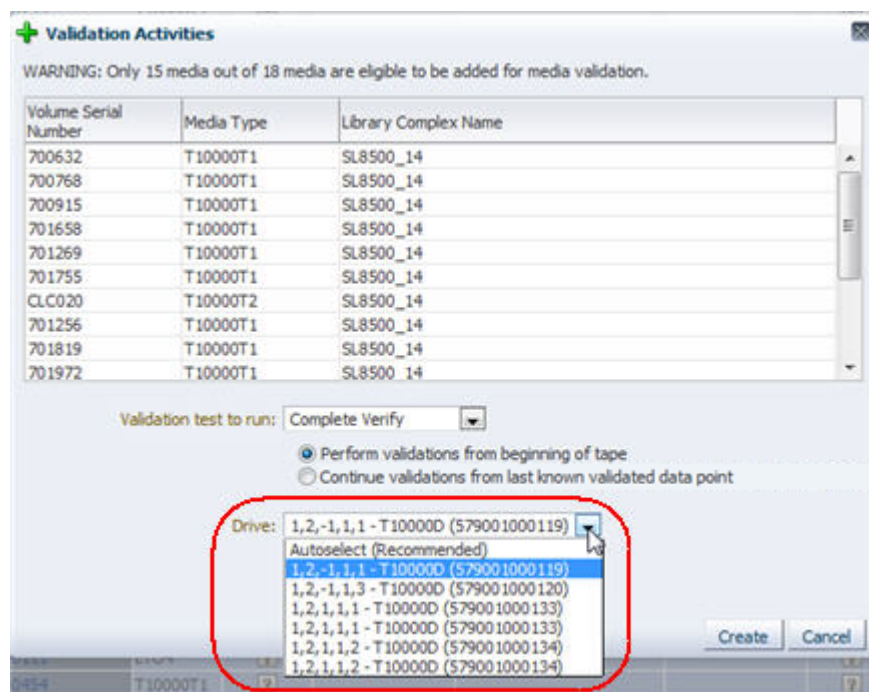 Validation Activities
WARNING: Only 15 media out of 18 media are eligible to be added for media validation.
Volume Serial Number Media Type Library Complex Name
700632 T10000T1 SL8500_14
700768 T10000T1 SL8500_14
700915 T10000T1 SL8500_14
701658 T10000T1 SL8500_14
701269 T10000T1 SL8500_14
701755 T10000T1 SL8500_14
CLC020 T10000T2 SL8500_14
701256 T10000T1 SL8500_14
701819 T10000T1 SL8500_14
701972 T10000T1 SL8500_14
Validation test to run: Complete Verify
Perform validations from beginning of tape
Continue validations from last known validated data point
Drive: 1,2,-1,1,1 - T10000D (579001000119)
Autoselect (Recommended)
1,2,-1,1,1 - T10000D (579001000119)
1,2,-1,1,3 - T10000D (579001000120)
1,2,1,1,1 - T10000D (579001000133)
1,2,1,1,1 - T10000D (579001000133)
1,2,1,1,2 - T10000D (579001000134)
1,2,1,1,2 - T10000D (579001000134)
Create Cancel
T10000T1 ?